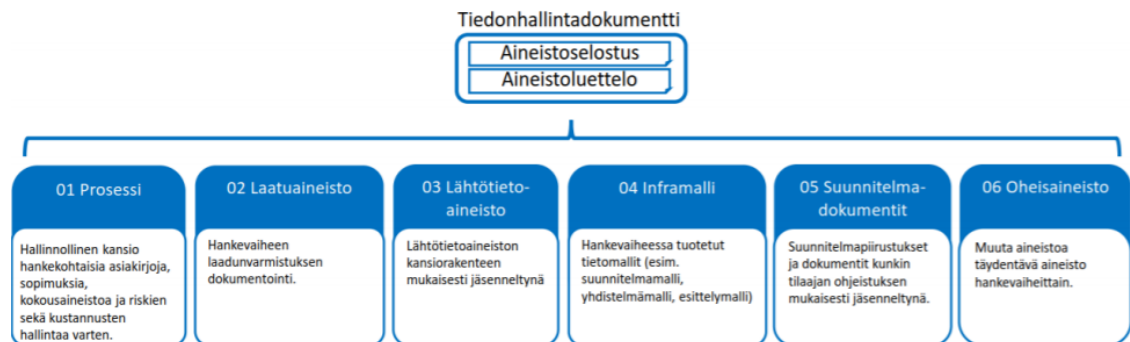 Tiedonhallintadokumentti
Aineistoselostus
Aineistoluettelo
01 Prosessi
Hallinnollinen kansio
hankekohtaisia asiakirjoja,
sopimuksia,
kokousaineistoa ja riskien
sekä kustannusten
hallintaa varten.
02 Laatuaineisto
Hankevaiheen
laadunvarmistuksen
dokumentointi.
03 Lähtötieto-
aineisto
Lähtötietoaineiston
kansiorakenteen
mukaisesti jäsenneltynä
04 Inframalli
Hankevaiheessa tuotetut
tietomallit (esim.
suunnitelmamalli,
yhdistelmämalli, esittelymalli)
05 Suunnitelma-
dokumentit
Suunnitelmapiirustukset
ja dokumentit kunkin
tilaajan ohjeistuksen
mukaisesti jäsenneltynä.
06 Oheisaineisto
Muuta aineistoa
täydentävä aineisto
hankevaiheittain.